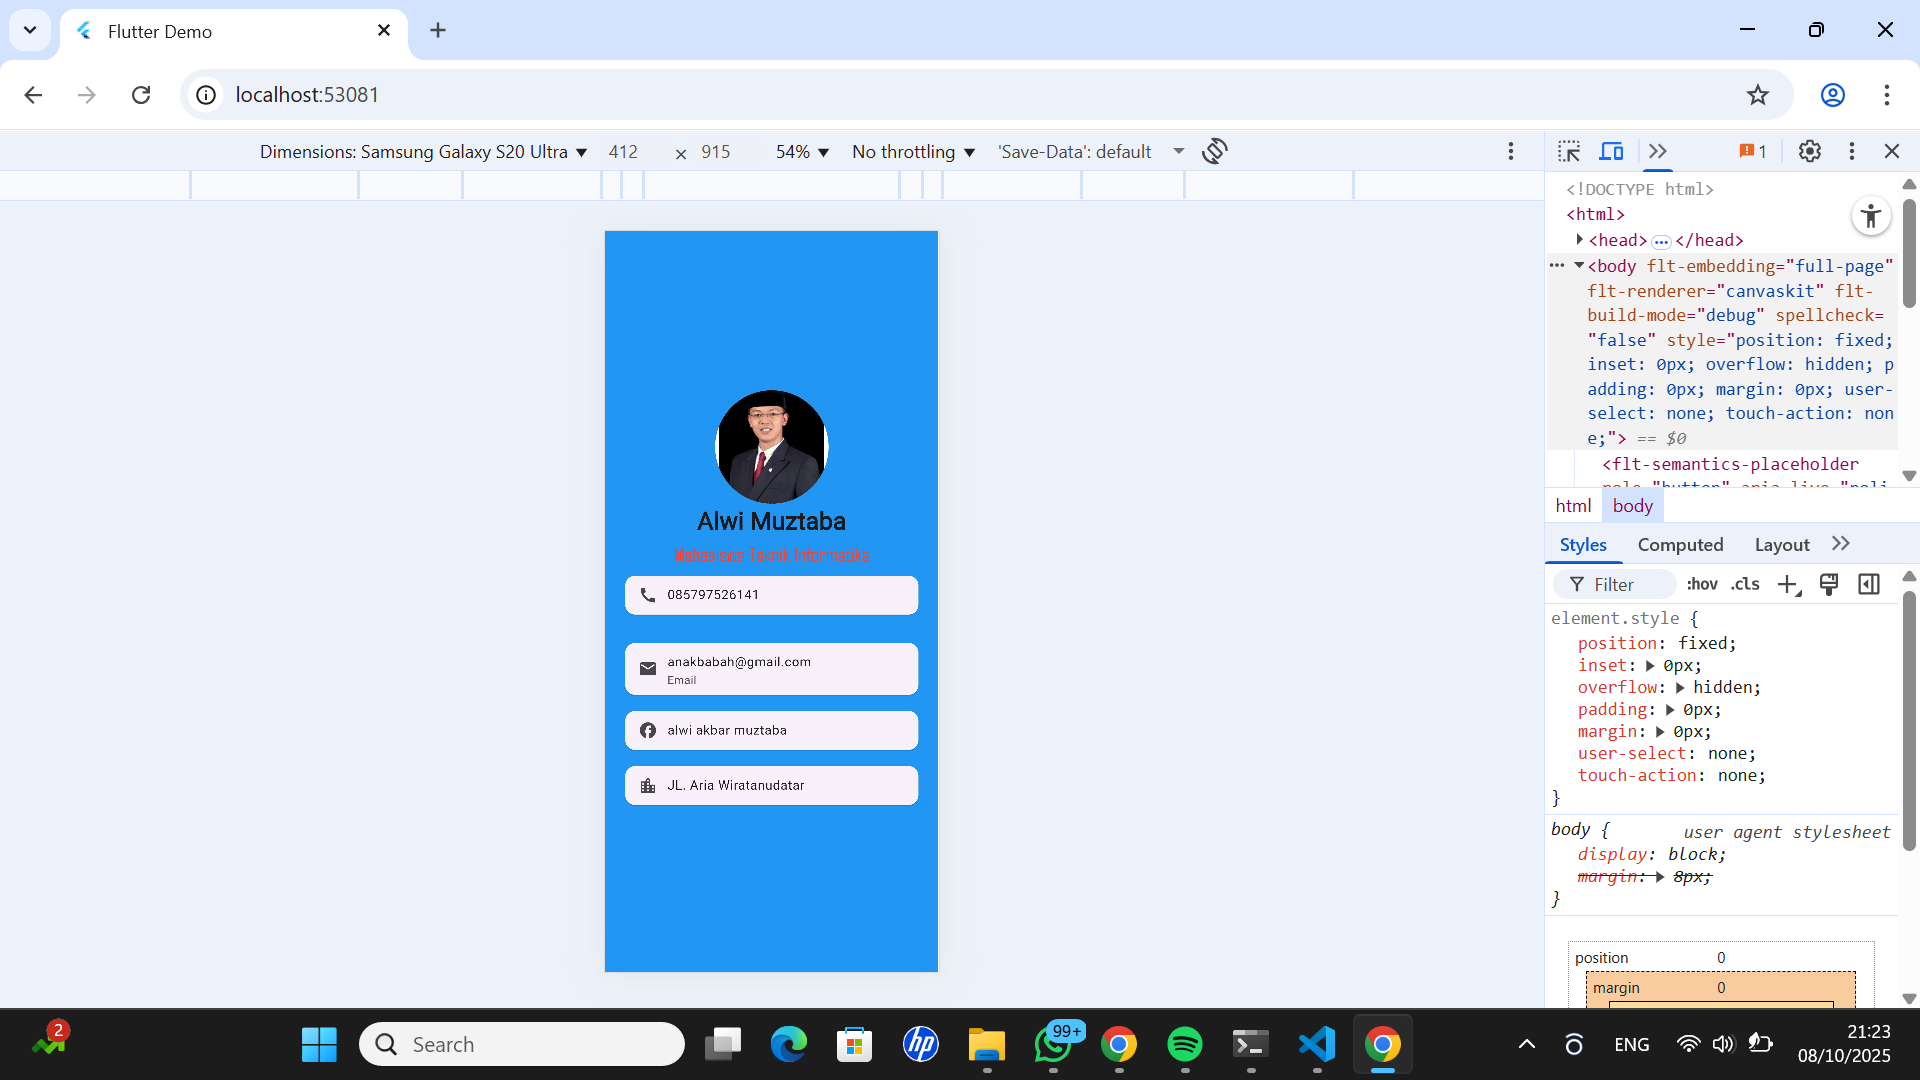 Flutter Demo
localhost:53081
Dimensions: Samsung Galaxy S20 Ultra ▼ 412 × 915 54% ▼ No throttling ▼ 'Save-Data': default
1
<!DOCTYPE html>
<html>
<head> … </head>
<body flt-embedding="full-page"
flt-renderer="canvaskit" flt-
build-mode="debug" spellcheck=
"false" style="position: fixed;
inset: 0px; overflow: hidden; p
adding: 0px; margin: 0px; user-
select: none; touch-action: non
e;"> == $0
<flt-semantics-placeholder
html body
Styles Computed Layout
Filter :hov .cls
element.style {
position: fixed;
inset: 0px;
overflow: hidden;
padding: 0px;
margin: 0px;
user-select: none;
touch-action: none;
}
body { user agent stylesheet
display: block;
margin: 8px;
}
position 0
margin 0
Alwi Muztaba
Mahasiswa Teknik Informatika
085797526141
anakbabah@gmail.com
Email
alwi akbar muztaba
JL. Aria Wiratanudatar
2
Search
hp
99+
ENG
21:23
08/10/2025